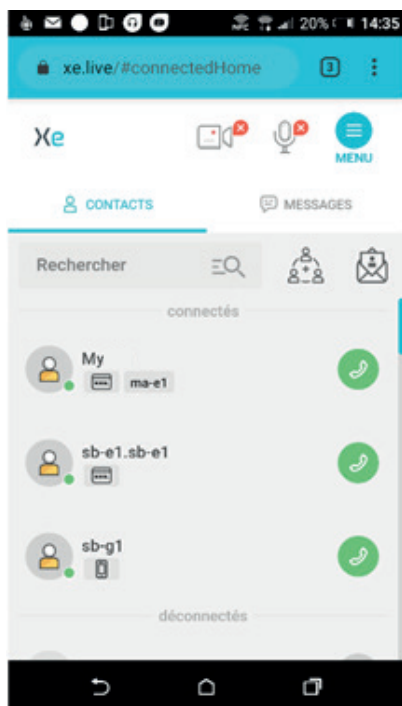 20% 14:35
xe.live/#connectedHome 3
Xe
MENU
CONTACTS MESSAGES
Rechercher
connectés
My
ma-e1
sb-e1.sb-e1
sb-g1
déconnectés